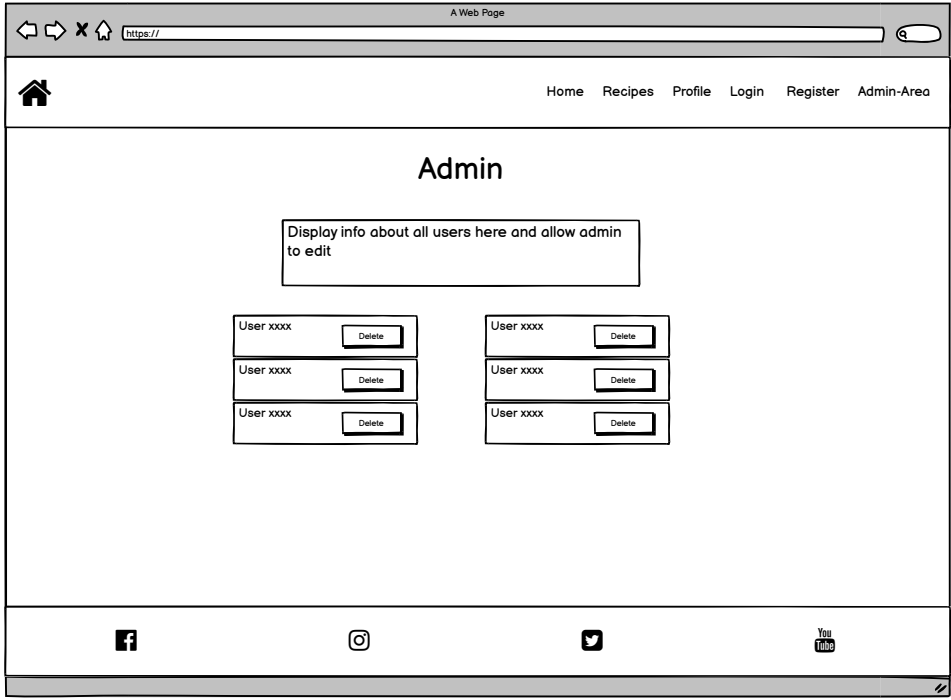 A Web Page
https://
Home Recipes Profile Login Register Admin-Area
Admin
Display info about all users here and allow admin
to edit
User xxxx Delete User xxxx Delete
User xxxx Delete User xxxx Delete
User xxxx Delete User xxxx Delete
You
Tube